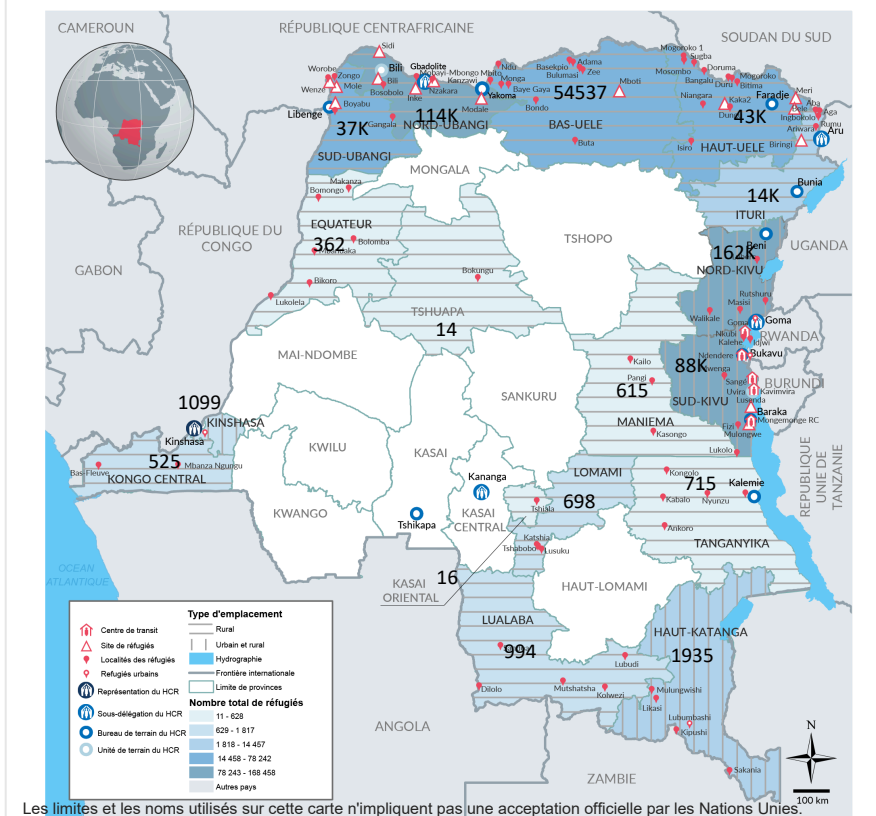 CAMEROUN
RÉPUBLIQUE CENTRAFRICAINE
SOUDAN DU SUD
Sidi
Mogoroko 1
Sugba
Worobe
Zongo
Bili
Gbadolite
Mobayi-Mbongo
Mbito
Ndu
Basekpio
Adama
Bulumasi
Zee
Mosombo
Doruma
Bangalu
Duru
Mogoroko
Bitima
Wenze
Mole
Bili
Bosobolo
Kanzawi
Monga
Inke
Nzakara
Yakoma
Baye Gaya
Mboti
Meri
Boyabu
Modale
Bondo
54537
Niangara
Kaka2
Faradje
Aba
Libenge
Gangala
114K
43K
Aga
Ingbokolo
37K
NORD-UBANGI
BAS-UELE
Rumu
Ariwara
Aru
SUD-UBANGI
Buta
Isiro
HAUT-UELE
Biringi
MONGALA
Makanza
Bomongo
Bunia
14K
ITURI
EQUATEUR
RÉPUBLIQUE DU
CONGO
362
Bolomba
TSHOPO
Beni
162K
UGANDA
NORD-KIVU
GABON
Bokungu
Bikoro
Lukolela
Rutshuru
Masisi
TSHUAPA
Walikale
Goma
Goma
14
Nkubi
RWANDA
Kalehe
Idjwi
MAI-NDOMBE
Kailo
Ndendere
Bukavu
88K
Pangi
Sange
BURUNDI
SANKURU
615
Uvira
Kavimvira
1099
SUD-KIVU
Lusenda
KINSHASA
MANIEMA
Baraka
Kinshasa
Fizi
Mongemonge RC
KWILU
KASAI
Kasongo
Mulongwe
Lukolo
525
Mbanza Ngungu
Bas-Fleuve
KONGO CENTRAL
Kananga
LOMAMI
Kongolo
715
Kalemie
REPUBLIQUE
UNIE DE
TANZANIE
KWANGO
KASAI
CENTRAL
Tshiala
698
Kabalo
Nyunzu
Tshikapa
Ankoro
Katshia
Tshabobo
Lusuku
TANGANYIKA
OCEAN
ATLANTIQUE
KASAI
ORIENTAL
16
HAUT-LOMAMI
LUALABA
HAUT-KATANGA
994
1935
Lubudi
Dilolo
Mutshatsha
Kolwezi
Mulungwishi
Likasi
Lubumbashi
Kipushi
ANGOLA
Sakania
ZAMBIE
N
100 km
Centre de transit
Site de réfugiés
Localités des réfugiés
Refugiés urbains
Représentation du HCR
Sous-délégation du HCR
Bureau de terrain du HCR
Unité de terrain du HCR
Type d'emplacement
Rural
Urbain et rural
Hydrographie
Frontière internationale
Limite de provinces
Nombre total de réfugiés
11 - 628
629 - 1 817
1 818 - 14 457
14 458 - 78 242
78 243 - 168 458
Autres pays
Les limites et les noms utilisés sur cette carte n'impliquent pas une acceptation officielle par les Nations Unies.